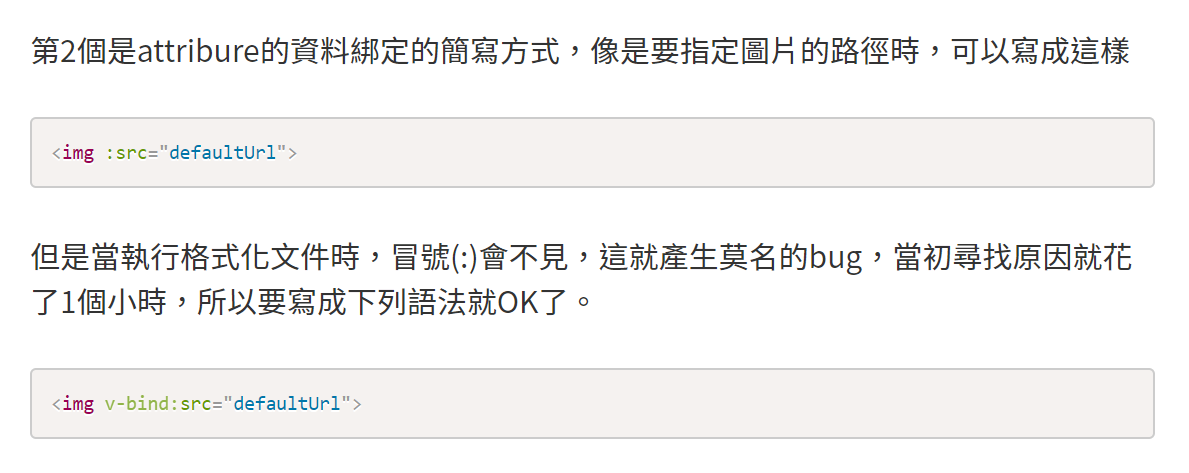 第2個是attribure的資料綁定的簡寫方式，像是要指定圖片的路徑時，可以寫成這樣
<img :src="defaultUrl">
但是當執行格式化文件時，冒號(:)會不見，這就產生莫名的bug，當初尋找原因就花
了1個小時，所以要寫成下列語法就OK了。
<img v-bind:src="defaultUrl">